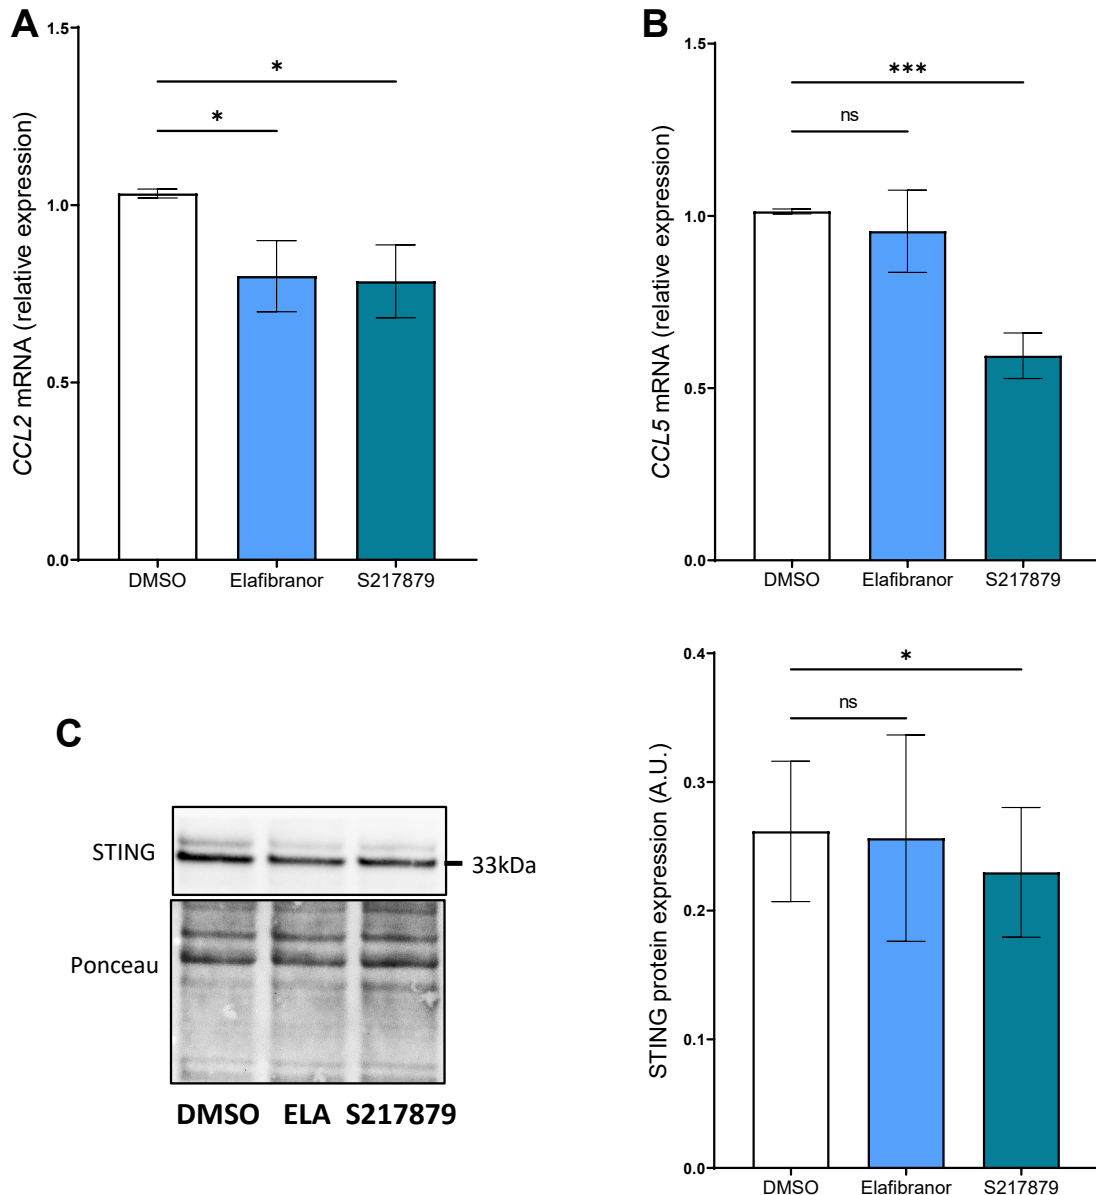 A
CCL2 mRNA (relative expression)
1.5
1.0
0.5
0.0
*
*
DMSO
Elafibranor
S217879
B
CCL5 mRNA (relative expression)
1.5
1.0
0.5
0.0
***
ns
DMSO
Elafibranor
S217879
C
STING
33kDa
Ponceau
DMSO ELA S217879
STING protein expression (A.U.)
0.4
0.3
0.2
0.1
0.0
*
ns
DMSO
Elafibranor
S217879